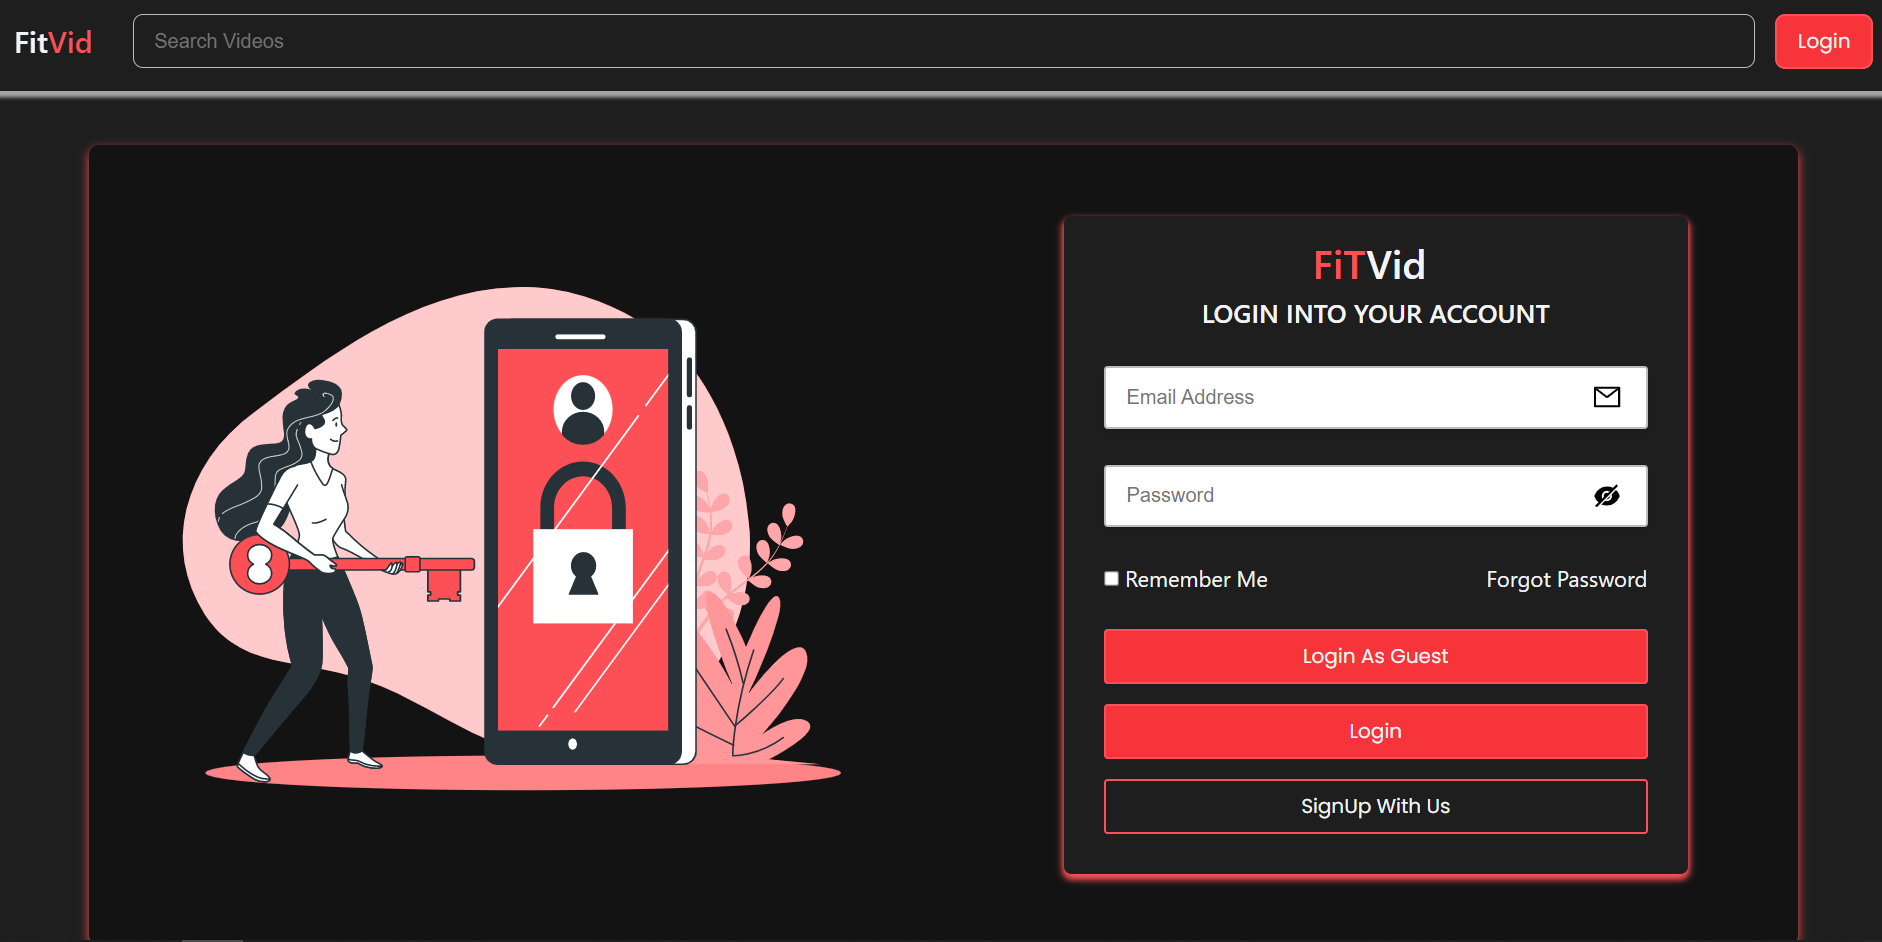 FitVid
Search Videos
Login
FiTVid
LOGIN INTO YOUR ACCOUNT
Email Address
Password
Remember Me
Forgot Password
Login As Guest
Login
SignUp With Us